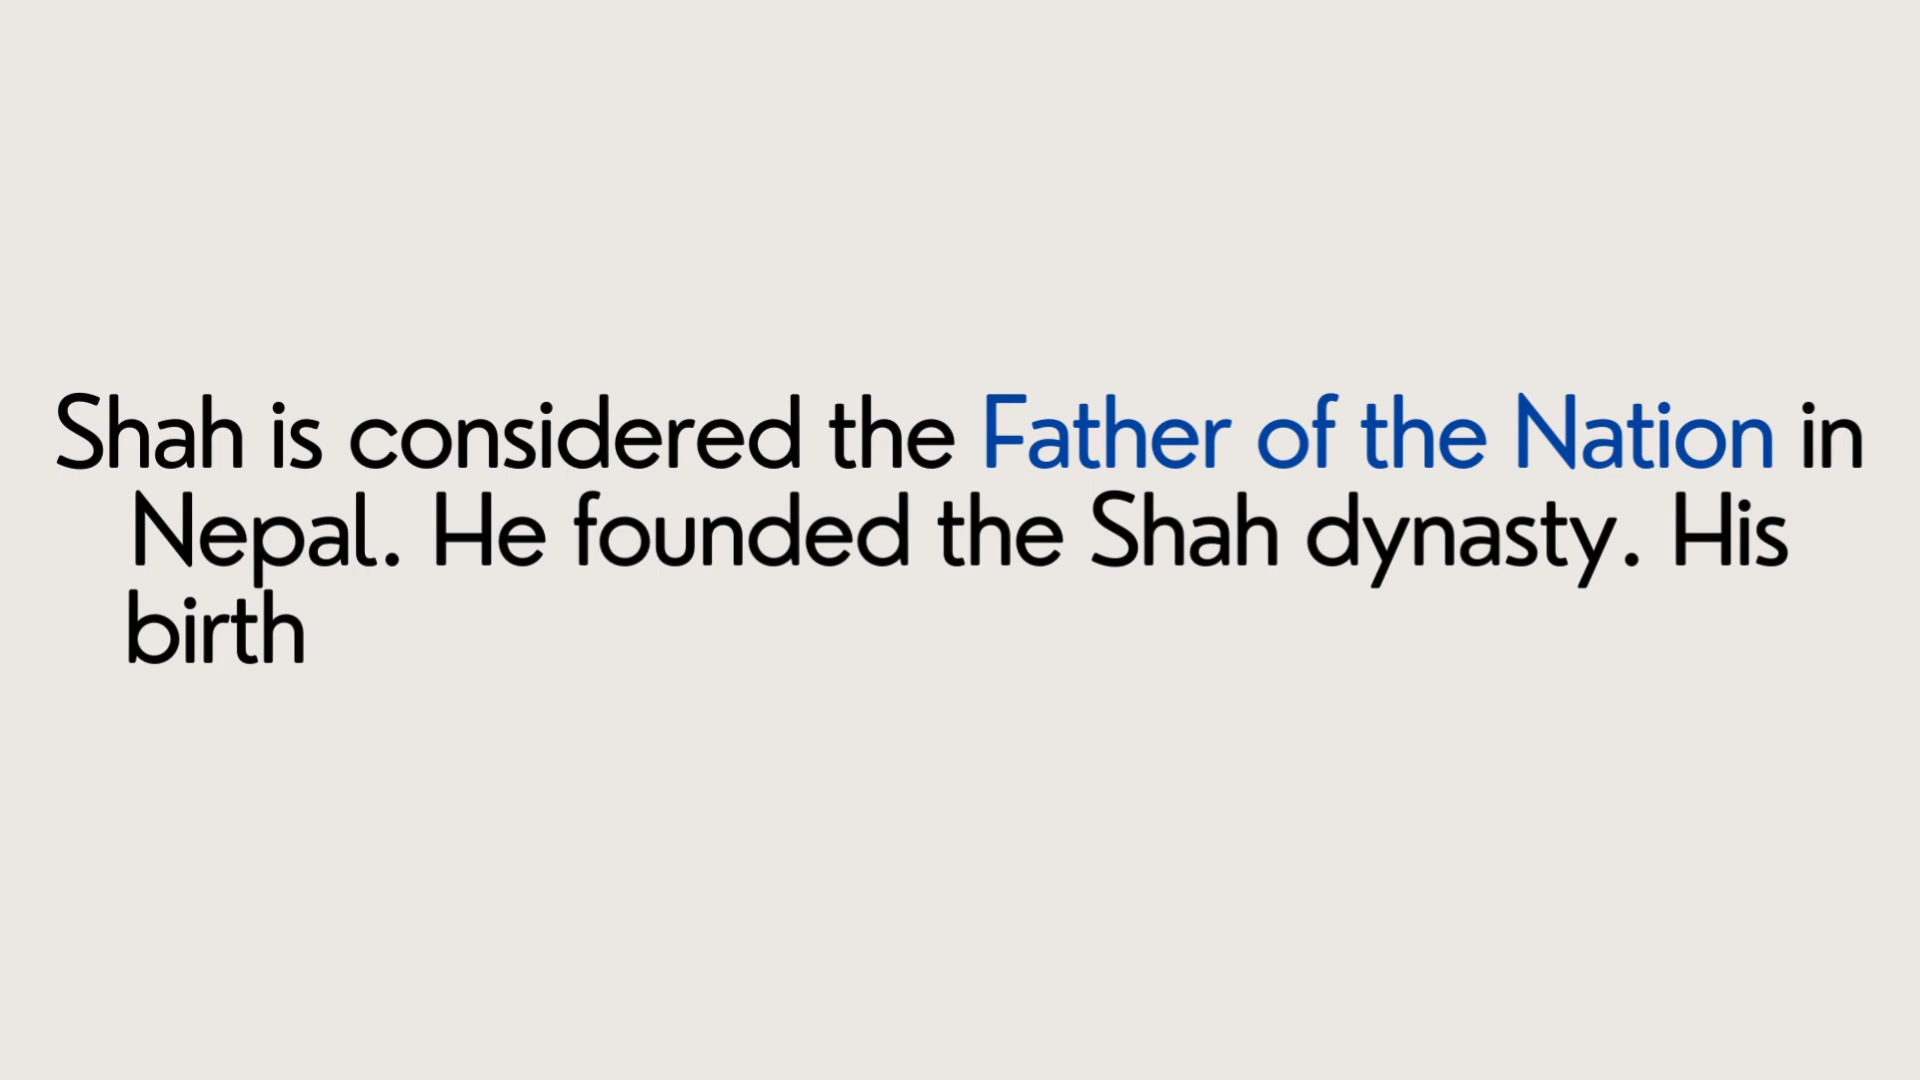 Shah is considered the Father of the Nation in
Nepal. He founded the Shah dynasty. His
birth